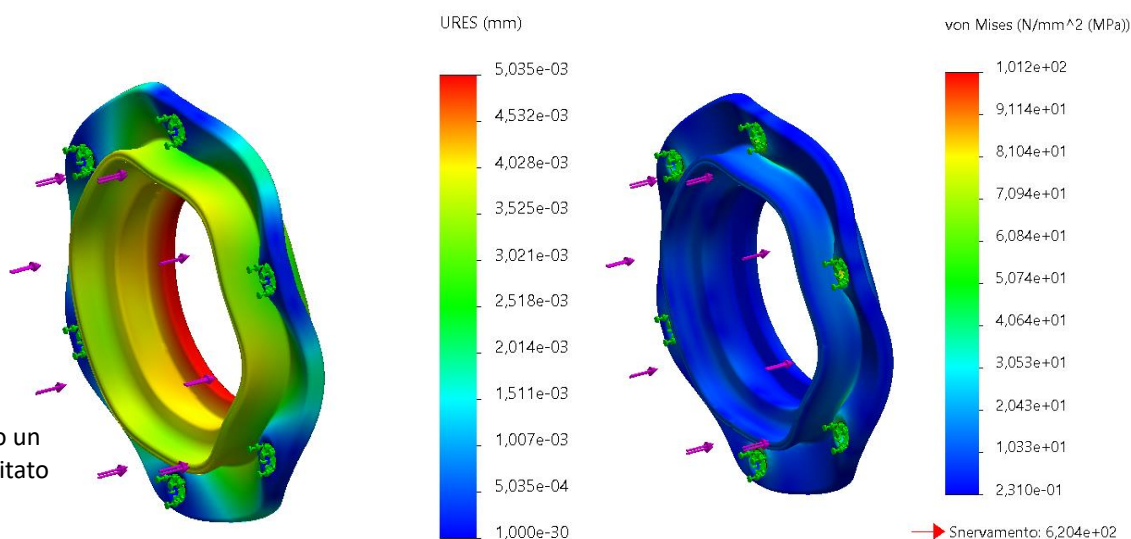 URES (mm)
5,035e-03
4,532e-03
4,028e-03
3,525e-03
3,021e-03
2,518e-03
2,014e-03
1,511e-03
1,007e-03
5,035e-04
1,000e-30
von Mises (N/mm^2 (MPa))
1,012e+02
9,114e+01
8,104e+01
7,094e+01
6,084e+01
5,074e+01
4,064e+01
3,053e+01
2,043e+01
1,033e+01
2,310e-01
Snervamento: 6,204e+02
un